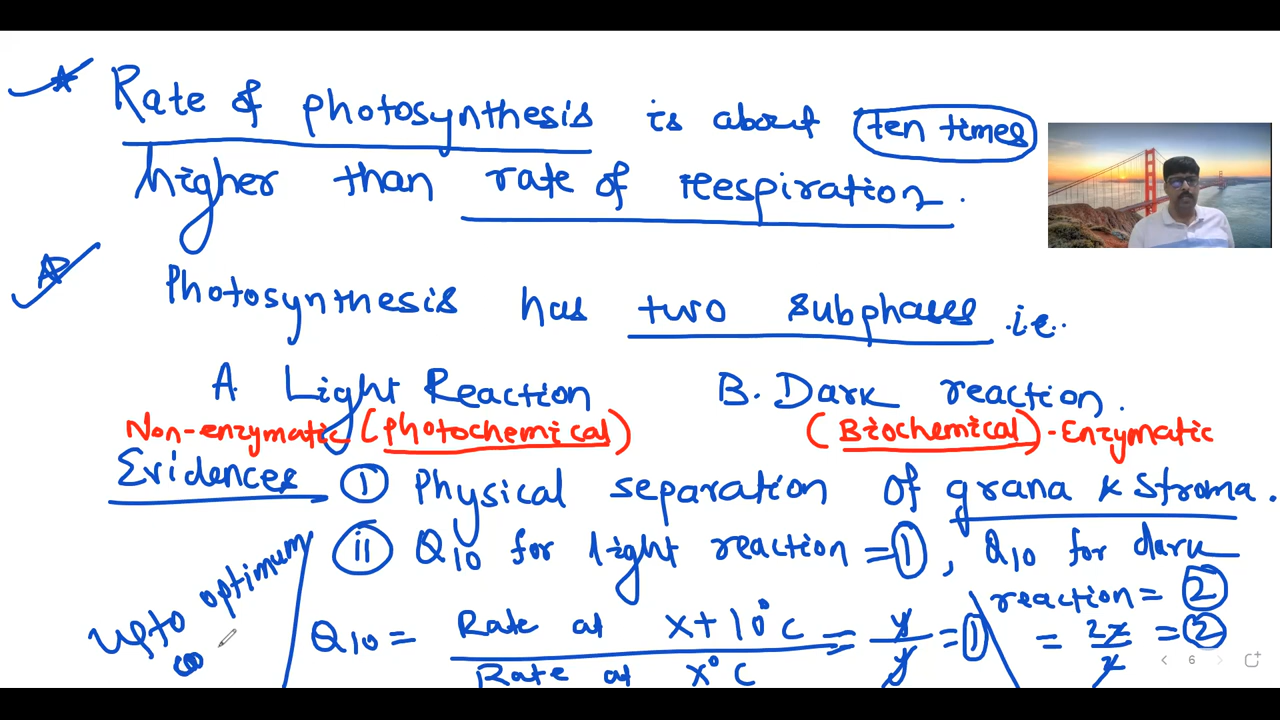 Rate of photosynthesis is about ten times
higher than rate of respiration.
Photosynthesis has two subphases i.e.
A Light Reaction B. Dark reaction.
Non-enzymatic (Photochemical) (Biochemical) - Enzymatic
Evidences (i) Physical separation of grana & Stroma.
(ii) Q10 for light reaction = 1, Q10 for dark
reaction = 2
Upto optimum
Q10 = Rate at x+10°C / Rate at x°C = y/y = 1
= 2z/z = 2
6